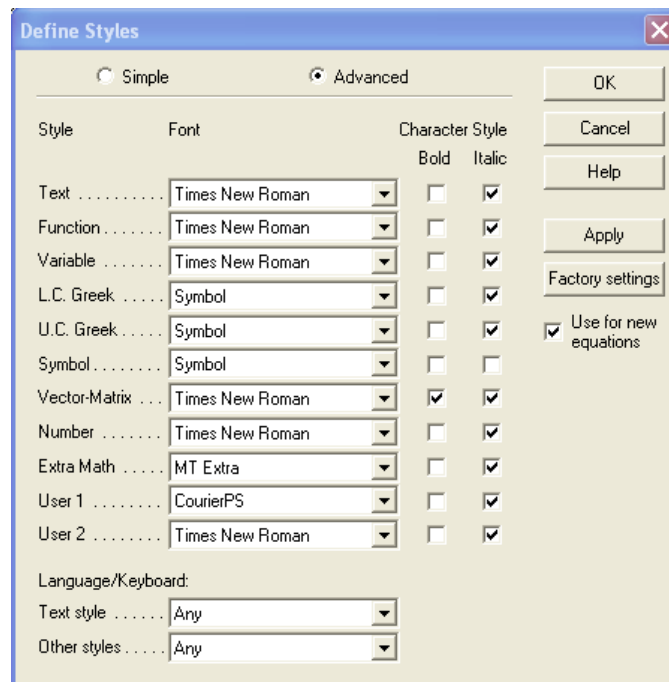 Define Styles
Simple Advanced OK
Style Font Character Style Cancel
Bold Italic Help
Text . . . . . . . . . . Times New Roman
Function . . . . . . . Times New Roman Apply
Variable . . . . . . . Times New Roman
L.C. Greek . . . . . Symbol Factory settings
U.C. Greek . . . . . Symbol Use for new
equations
Symbol . . . . . . . . Symbol
Vector-Matrix . . . Times New Roman
Number . . . . . . . Times New Roman
Extra Math . . . . . MT Extra
User 1 . . . . . . . . CourierPS
User 2 . . . . . . . . Times New Roman
Language/Keyboard:
Text style . . . . . . Any
Other styles . . . . . Any